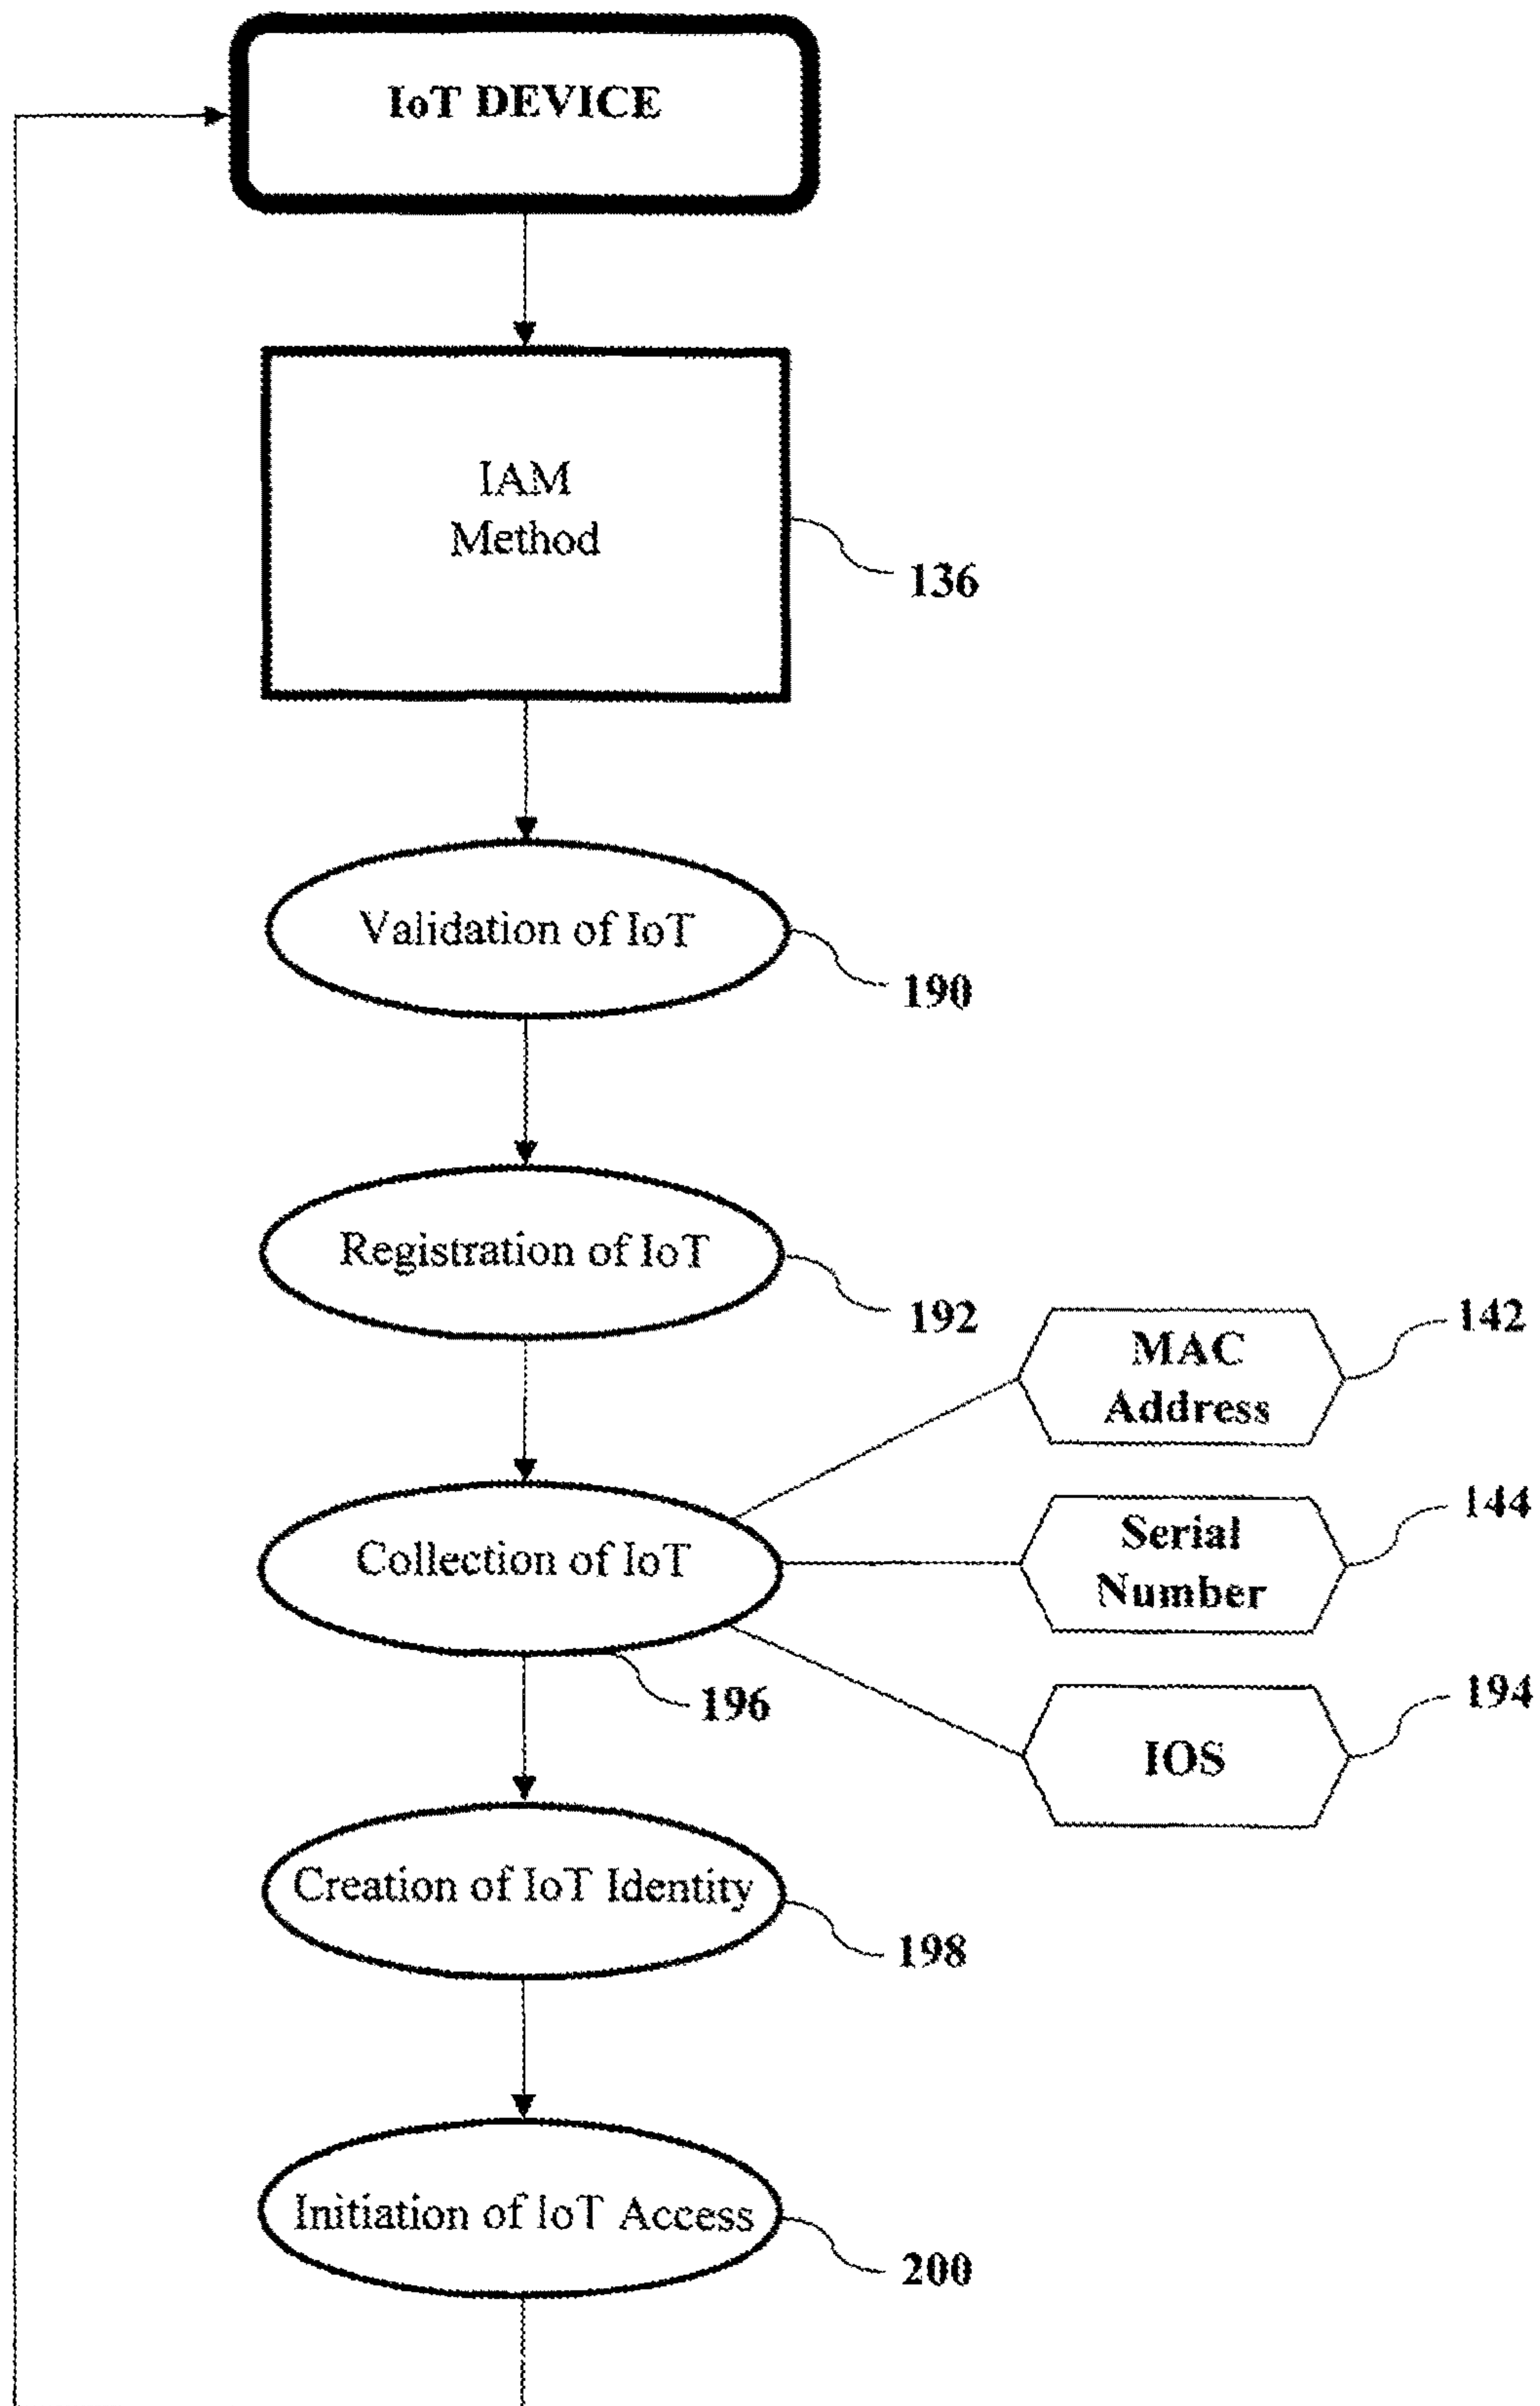 IoT DEVICE
IAM
Method
136
Validation of IoT
190
Registration of IoT
192
MAC
Address
142
Serial
Number
144
Collection of IoT
196
IOS
194
Creation of IoT Identity
198
Initiation of IoT Access
200